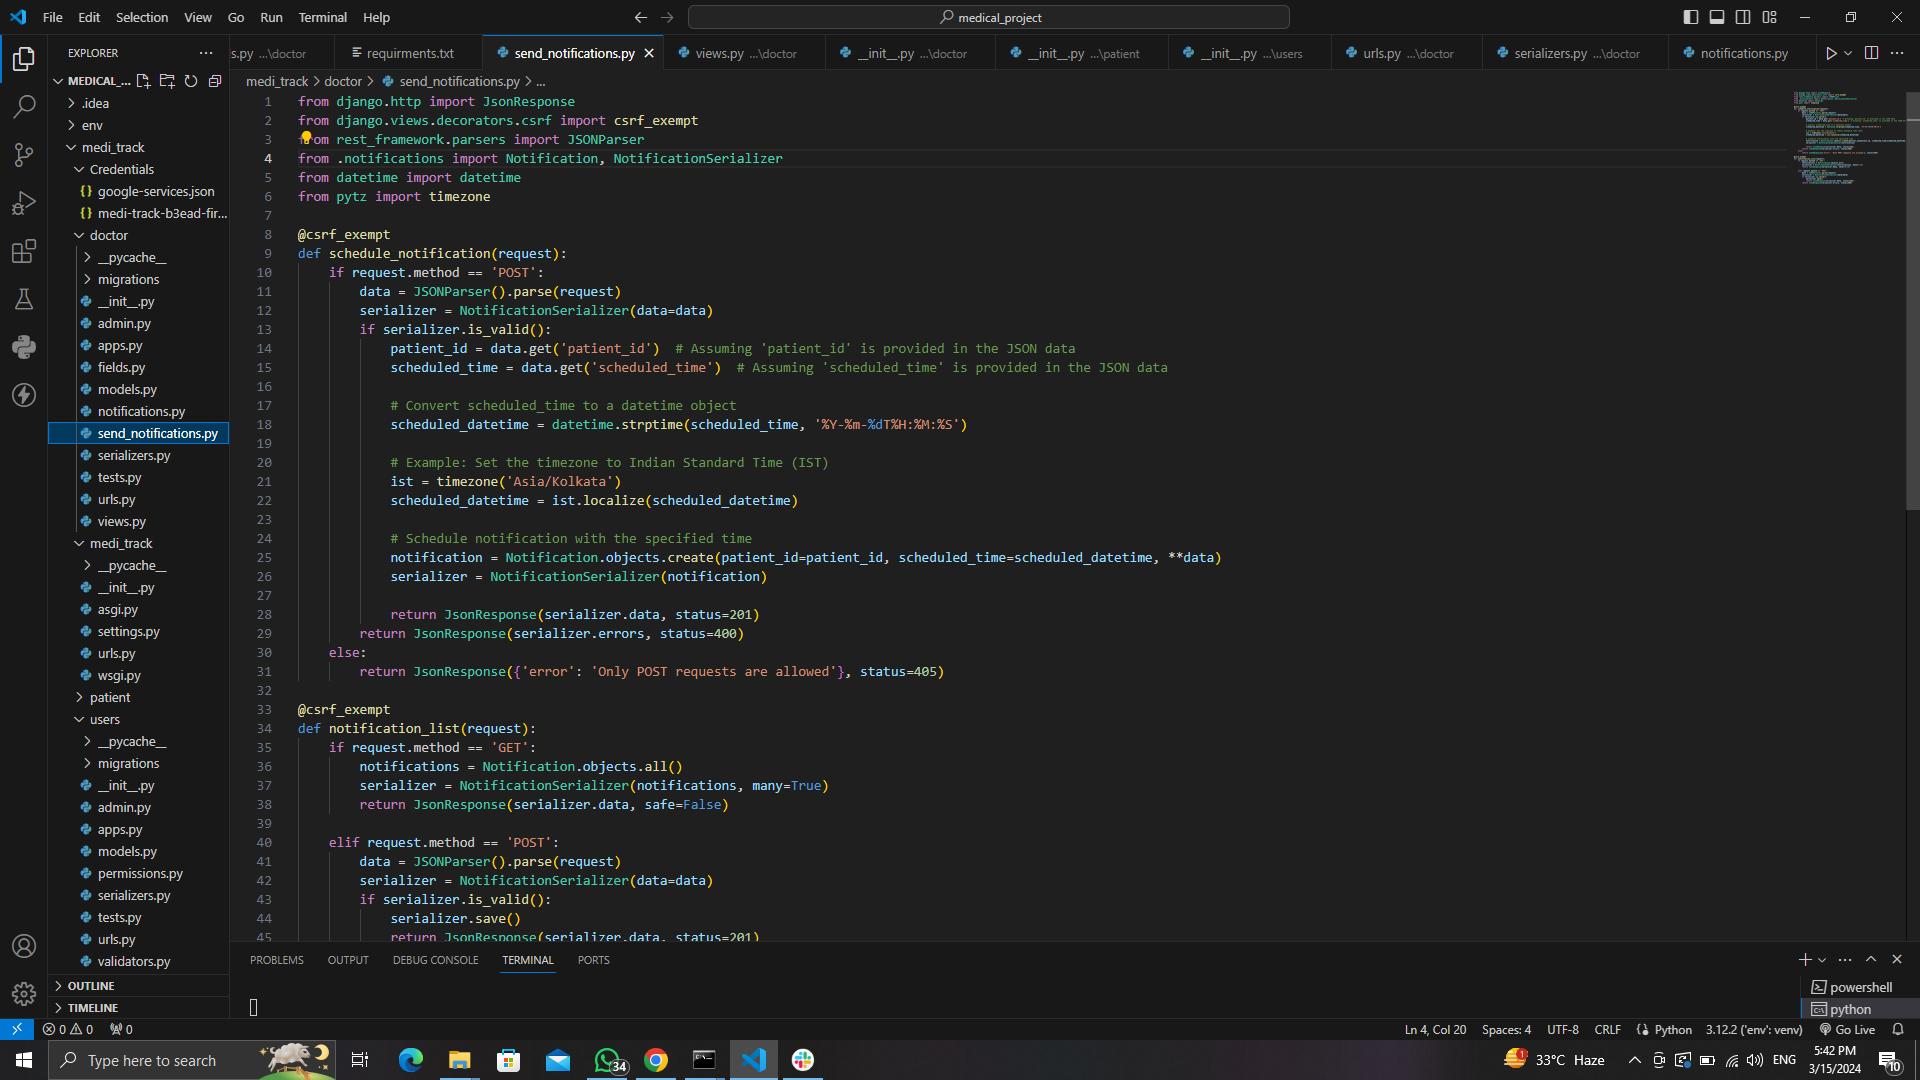 File Edit Selection View Go Run Terminal Help
medical_project
EXPLORER
MEDICAL_...
.idea
env
medi_track
Credentials
{} google-services.json
{} medi-track-b3ead-fir...
doctor
__pycache__
migrations
__init__.py
admin.py
apps.py
fields.py
models.py
notifications.py
send_notifications.py
serializers.py
tests.py
urls.py
views.py
medi_track
__pycache__
__init__.py
asgi.py
settings.py
urls.py
wsgi.py
patient
users
__pycache__
migrations
__init__.py
admin.py
apps.py
models.py
permissions.py
serializers.py
tests.py
urls.py
validators.py
OUTLINE
TIMELINE
s.py ...\doctor requirments.txt send_notifications.py views.py ...\doctor __init__.py ...\doctor __init__.py ...\patient __init__.py ...\users urls.py ...\doctor serializers.py ...\doctor notifications.py
medi_track > doctor > send_notifications.py > ...
1 from django.http import JsonResponse
2 from django.views.decorators.csrf import csrf_exempt
3 from rest_framework.parsers import JSONParser
4 from .notifications import Notification, NotificationSerializer
5 from datetime import datetime
6 from pytz import timezone
7
8 @csrf_exempt
9 def schedule_notification(request):
10 if request.method == 'POST':
11 data = JSONParser().parse(request)
12 serializer = NotificationSerializer(data=data)
13 if serializer.is_valid():
14 patient_id = data.get('patient_id')  # Assuming 'patient_id' is provided in the JSON data
15 scheduled_time = data.get('scheduled_time')  # Assuming 'scheduled_time' is provided in the JSON data
16
17 # Convert scheduled_time to a datetime object
18 scheduled_datetime = datetime.strptime(scheduled_time, '%Y-%m-%dT%H:%M:%S')
19
20 # Example: Set the timezone to Indian Standard Time (IST)
21 ist = timezone('Asia/Kolkata')
22 scheduled_datetime = ist.localize(scheduled_datetime)
23
24 # Schedule notification with the specified time
25 notification = Notification.objects.create(patient_id=patient_id, scheduled_time=scheduled_datetime, **data)
26 serializer = NotificationSerializer(notification)
27
28 return JsonResponse(serializer.data, status=201)
29 return JsonResponse(serializer.errors, status=400)
30 else:
31 return JsonResponse({'error': 'Only POST requests are allowed'}, status=405)
32
33 @csrf_exempt
34 def notification_list(request):
35 if request.method == 'GET':
36 notifications = Notification.objects.all()
37 serializer = NotificationSerializer(notifications, many=True)
38 return JsonResponse(serializer.data, safe=False)
39
40 elif request.method == 'POST':
41 data = JSONParser().parse(request)
42 serializer = NotificationSerializer(data=data)
43 if serializer.is_valid():
44 serializer.save()
45 return JsonResponse(serializer.data, status=201)
PROBLEMS OUTPUT DEBUG CONSOLE TERMINAL PORTS
powershell
python
0 0 0
Ln 4, Col 20 Spaces: 4 UTF-8 CRLF Python 3.12.2 ('env': venv) Go Live
Type here to search
34
1 33°C Haze ENG
5:42 PM
3/15/2024
10